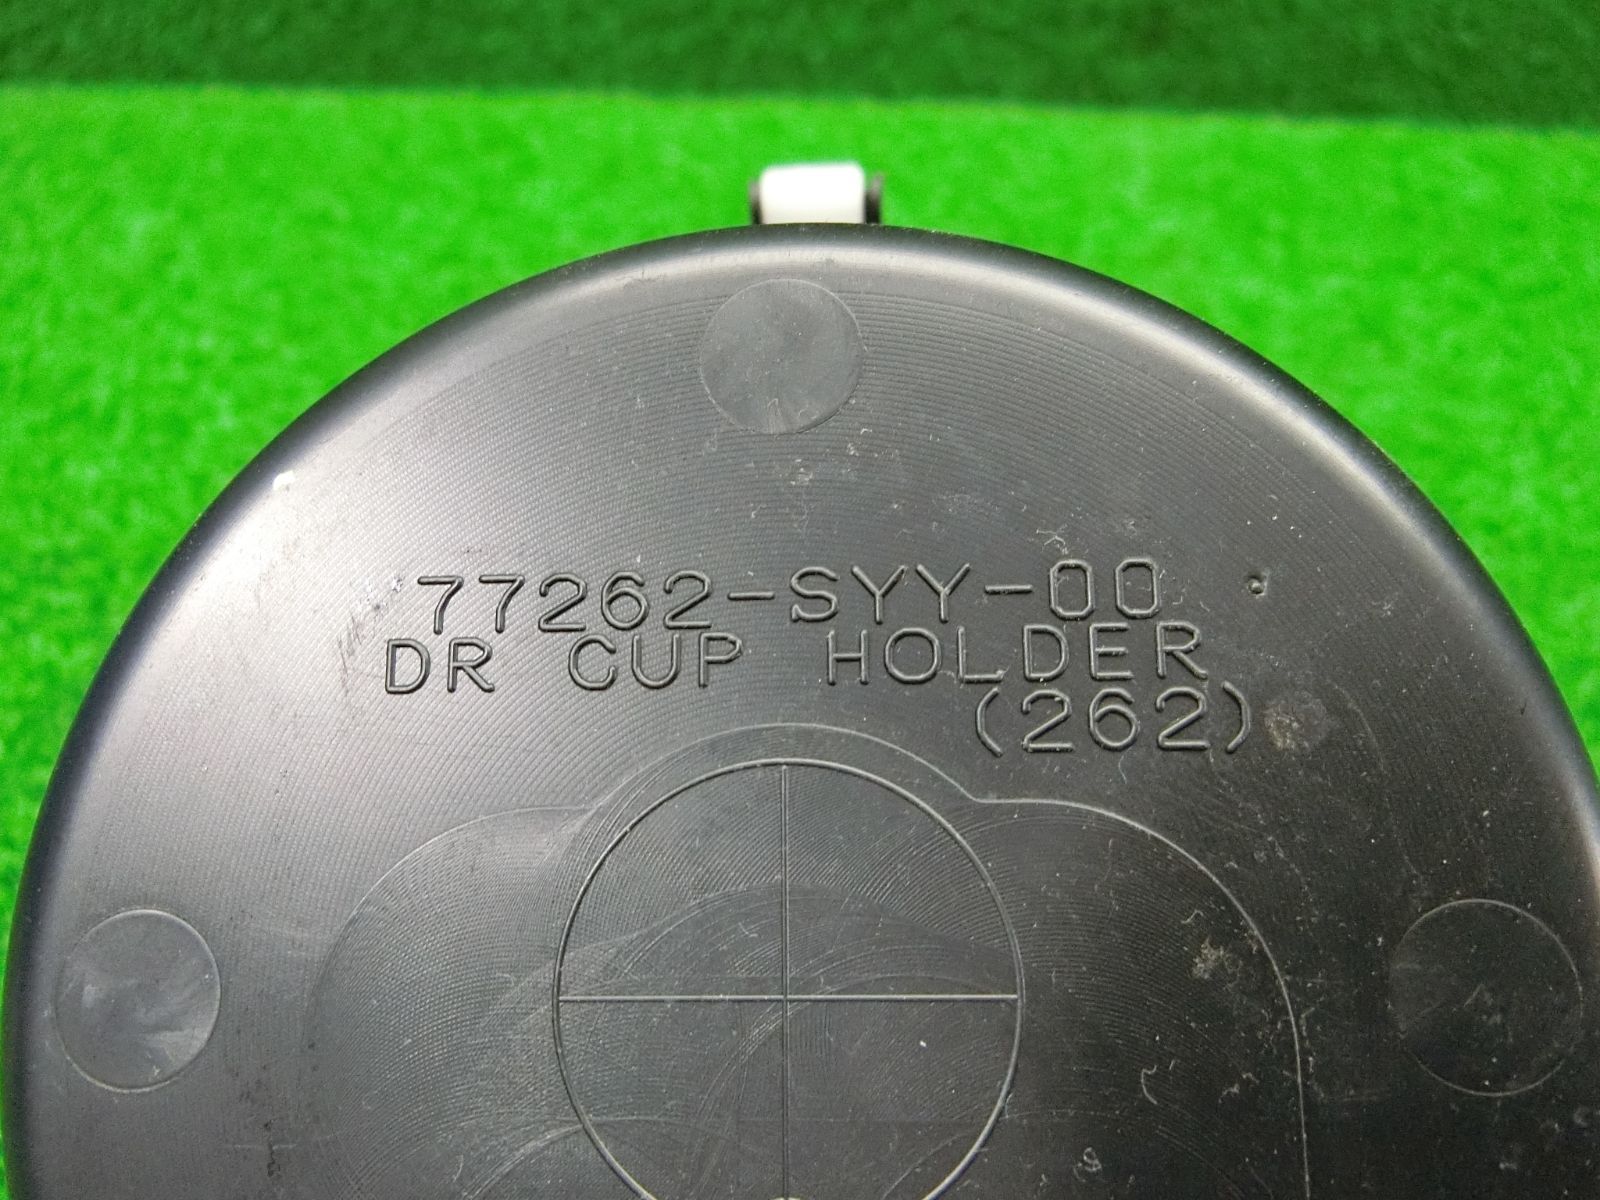 77262-SYY-00
DR CUP HOLDER
(262)